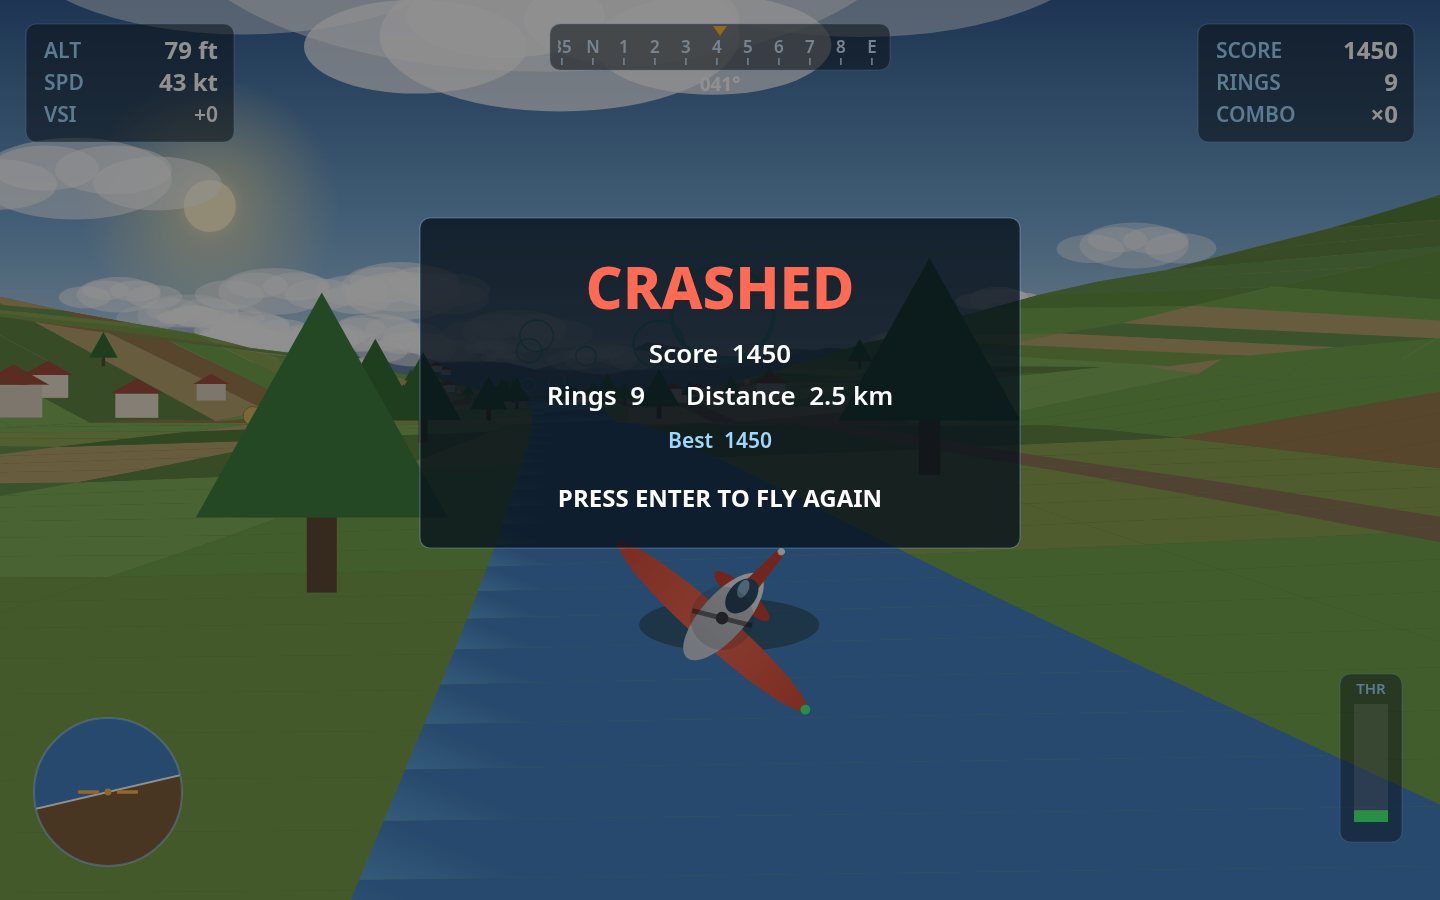 ALT 79 ft
SPD 43 kt
VSI +0
N 1 2 3 4 5 6 7 8 E
041°
SCORE 1450
RINGS 9
COMBO ×0
CRASHED
Score 1450
Rings 9 Distance 2.5 km
Best 1450
PRESS ENTER TO FLY AGAIN
THR